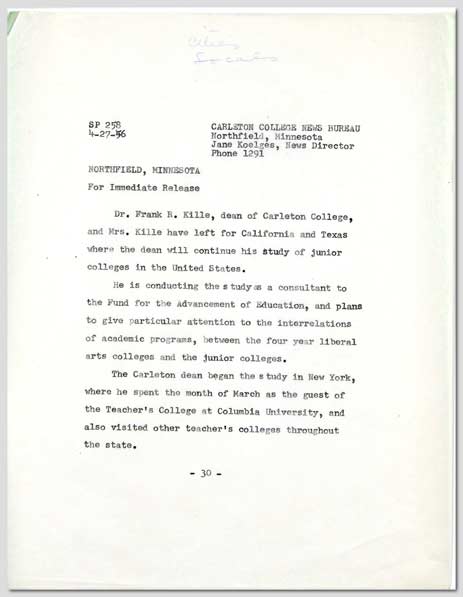 Cities
Locals
SP 258
4-27-56
CARLETON COLLEGE NEWS BUREAU
Northfield, Minnesota
Jane Koelges, News Director
Phone 1291
NORTHFIELD, MINNESOTA
For Immediate Release
Dr. Frank R. Kille, dean of Carleton College,
and Mrs. Kille have left for California and Texas
where the dean will continue his study of junior
colleges in the United States.
He is conducting the study as a consultant to
the Fund for the Advancement of Education, and plans
to give particular attention to the interrelations
of academic programs, between the four year liberal
arts colleges and the junior colleges.
The Carleton dean began the study in New York,
where he spent the month of March as the guest of
the Teacher's College at Columbia University, and
also visited other teacher's colleges throughout
the state.
- 30 -